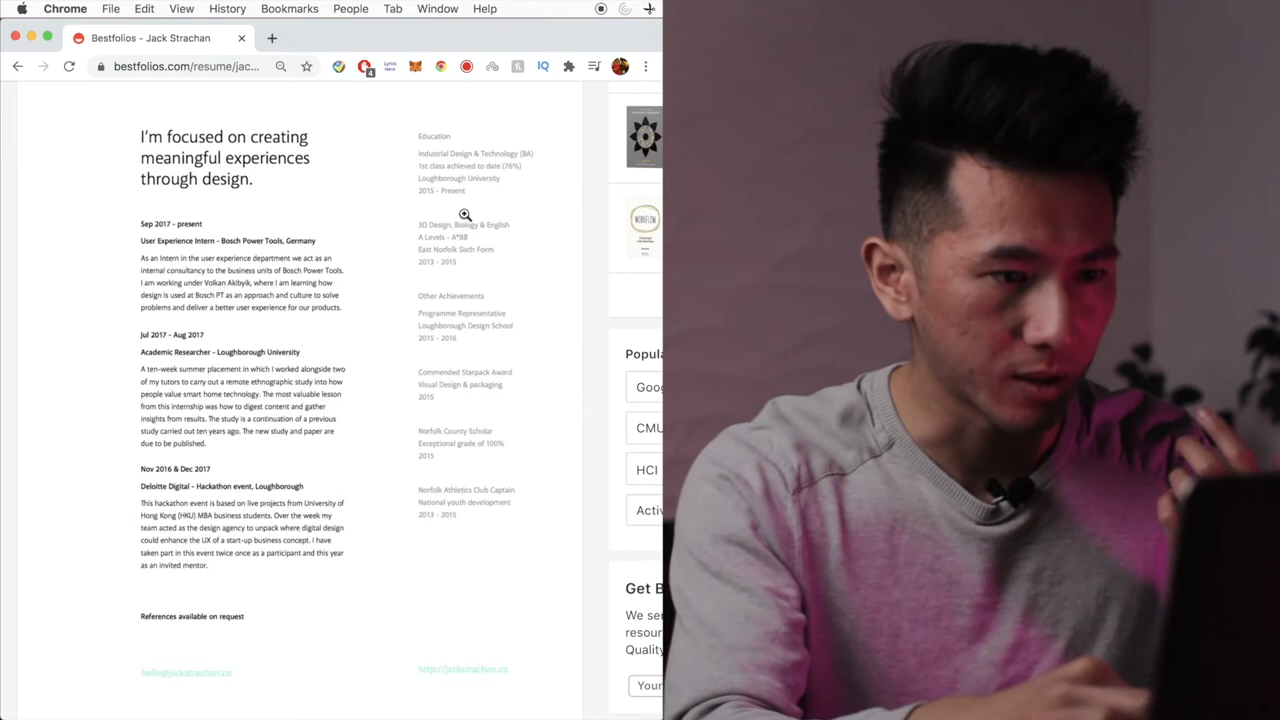 Chrome File Edit View History Bookmarks People Tab Window Help
Bestfolios - Jack Strachan
bestfolios.com/resume/jac...
4
Lyrics Here
IQ
I'm focused on creating
meaningful experiences
through design.
Sep 2017 - present
User Experience Intern - Bosch Power Tools, Germany
As an Intern in the user experience department we act as an
internal consultancy to the business units of Bosch Power Tools.
I am working under Volkan Akibyik, where I am learning how
design is used at Bosch PT as an approach and culture to solve
problems and deliver a better user experience for our products.
Jul 2017 - Aug 2017
Academic Researcher - Loughborough University
A ten-week summer placement in which I worked alongside two
of my tutors to carry out a remote ethnographic study into how
people value smart home technology. The most valuable lesson
from this internship was how to digest content and gather
insights from results. The study is a continuation of a previous
study carried out ten years ago. The new study and paper are
due to be published.
Nov 2016 & Dec 2017
Deloitte Digital - Hackathon event, Loughborough
This hackathon event is based on live projects from University of
Hong Kong (HKU) MBA business students. Over the week my
team acted as the design agency to unpack where digital design
could enhance the UX of a start-up business concept. I have
taken part in this event twice once as a participant and this year
as an invited mentor.
References available on request
hello@jackstrachan.co
Education
Industrial Design & Technology (BA)
1st class achieved to date (76%)
Loughborough University
2015 - Present
3D Design, Biology & English
A Levels - A*BB
East Norfolk Sixth Form
2013 - 2015
Other Achievements
Programme Representative
Loughborough Design School
2015 - 2016
Commended Starpack Award
Visual Design & packaging
2015
Norfolk County Scholar
Exceptional grade of 100%
2015
Norfolk Athletics Club Captain
National youth development
2013 - 2015
http://jackstrachan.co
WORKFLOW
Popula
Goog
CMU
HCI
Activ
Get B
We se
resour
Quality
Your